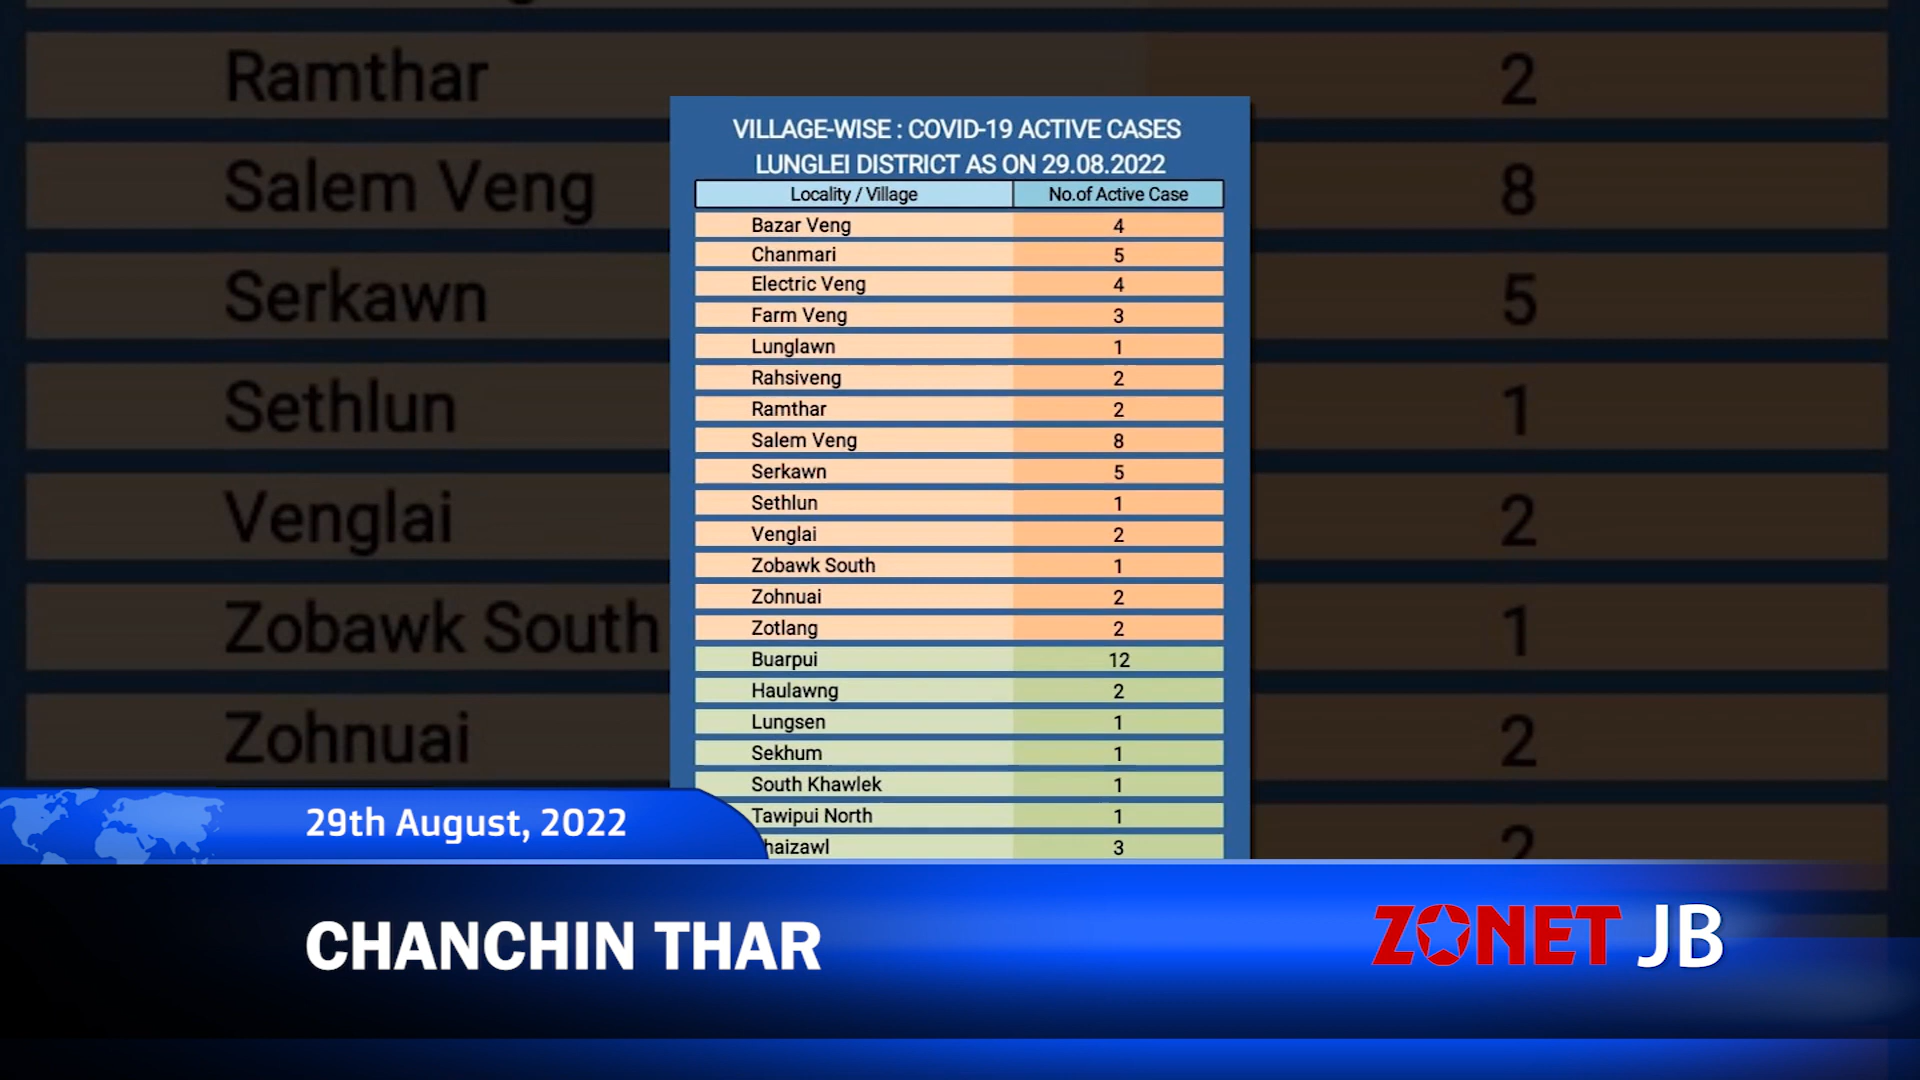 VILLAGE-WISE : COVID-19 ACTIVE CASES
LUNGLEI DISTRICT AS ON 29.08.2022
Locality / Village No.of Active Case
Bazar Veng 4
Chanmari 5
Electric Veng 4
Farm Veng 3
Lunglawn 1
Rahsiveng 2
Ramthar 2
Salem Veng 8
Serkawn 5
Sethlun 1
Venglai 2
Zobawk South 1
Zohnuai 2
Zotlang 2
Buarpui 12
Haulawng 2
Lungsen 1
Sekhum 1
South Khawlek 1
Tawipui North 1
haizawl 3
Ramthar 2
Salem Veng 8
Serkawn 5
Sethlun 1
Venglai 2
Zobawk South 1
Zohnuai 2
2
29th August, 2022
CHANCHIN THAR
ZONET JB